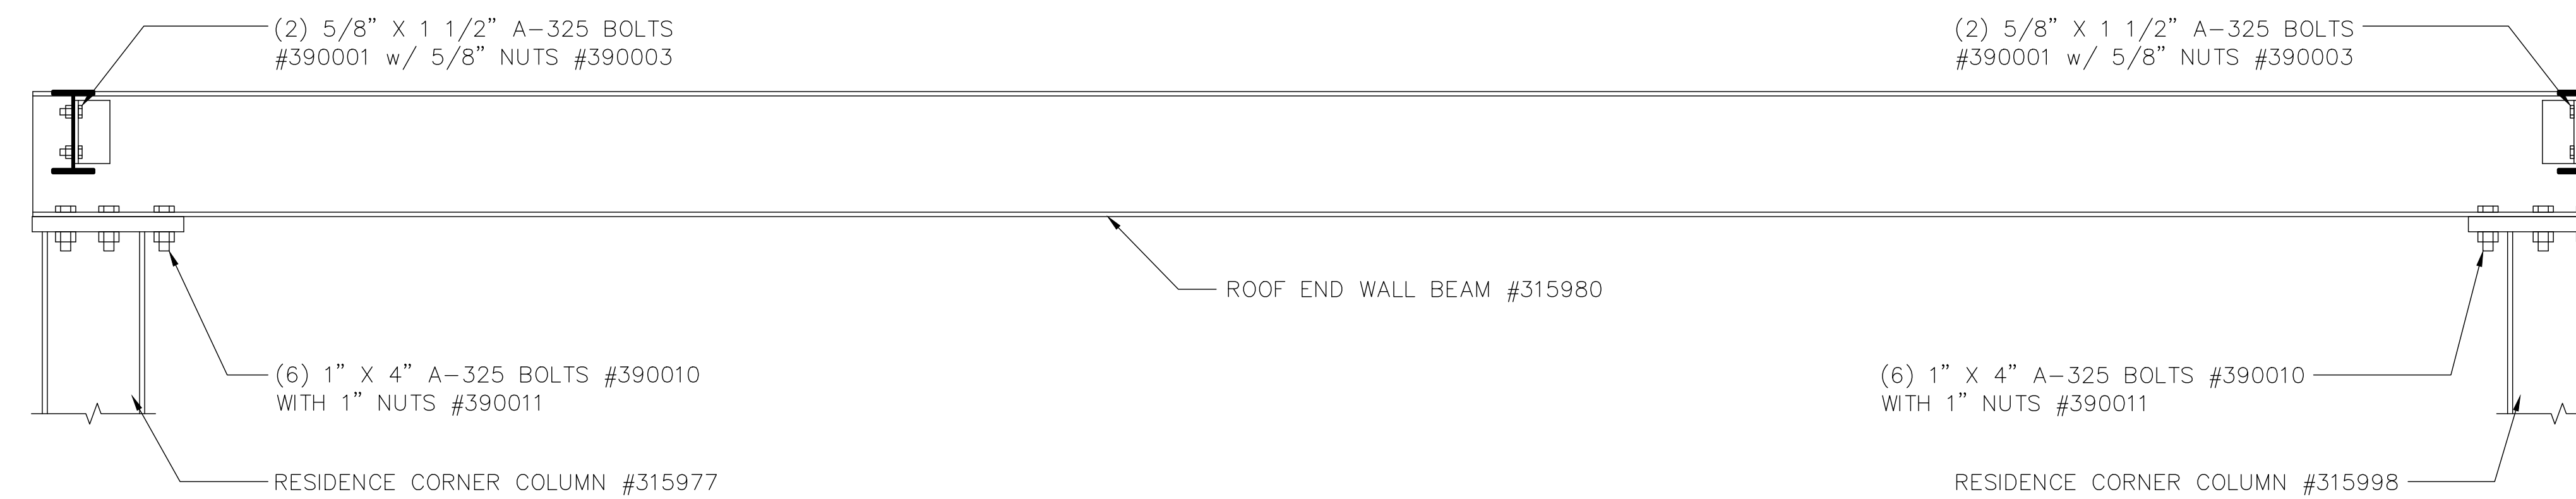 (2) 5/8” X 1 1/2” A-325 BOLTS
#390001 w/ 5/8” NUTS #390003
(2) 5/8” X 1 1/2” A-325 BOLTS
#390001 w/ 5/8” NUTS #390003
ROOF END WALL BEAM #315980
(6) 1” X 4” A-325 BOLTS #390010
WITH 1” NUTS #390011
(6) 1” X 4” A-325 BOLTS #390010
WITH 1” NUTS #390011
RESIDENCE CORNER COLUMN #315977
RESIDENCE CORNER COLUMN #315998